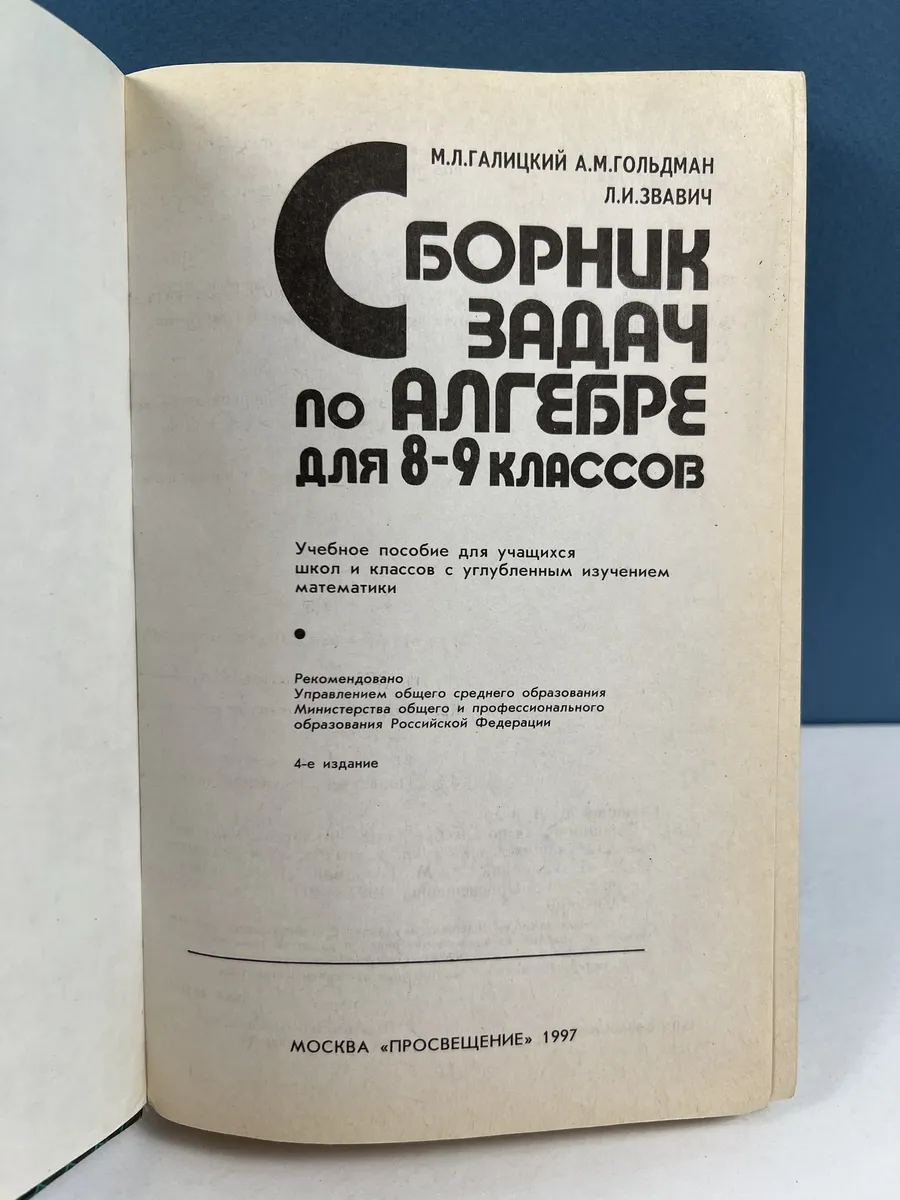 М.Л.ГАЛИЦКИЙ А.М.ГОЛЬДМАН
Л.И.ЗВАВИЧ
СБОРНИК
ЗАДАЧ
ПО АЛГЕБРЕ
ДЛЯ 8-9 КЛАССОВ
Учебное пособие для учащихся
школ и классов с углубленным изучением
математики
Рекомендовано
Управлением общего среднего образования
Министерства общего и профессионального
образования Российской Федерации
4-е издание
МОСКВА «ПРОСВЕЩЕНИЕ» 1997